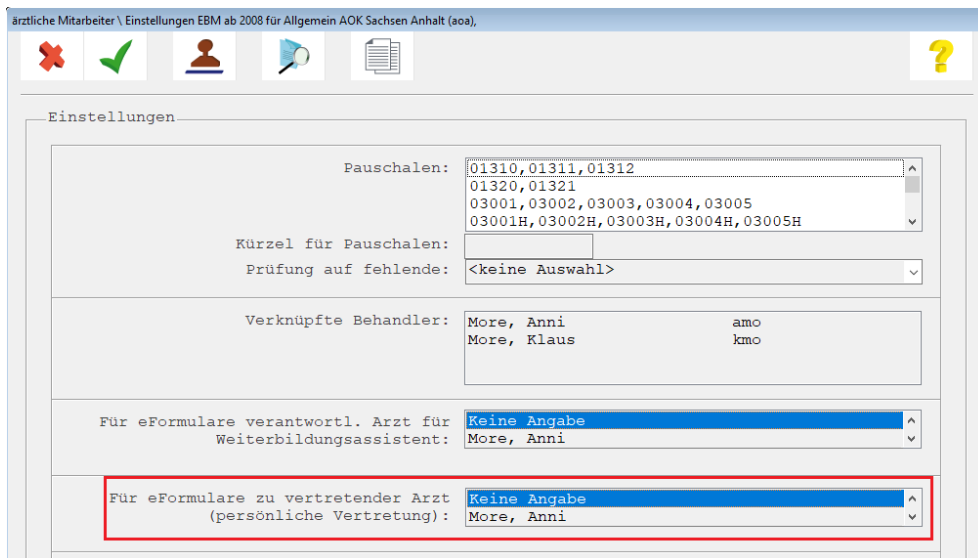 ärztliche Mitarbeiter \ Einstellungen EBM ab 2008 für Allgemein AOK Sachsen Anhalt (aoa),
?
Einstellungen
Pauschalen: 01310,01311,01312
01320,01321
03001,03002,03003,03004,03005
03001H,03002H,03003H,03004H,03005H
Kürzel für Pauschalen:
Prüfung auf fehlende: <keine Auswahl>
Verknüpfte Behandler: More, Anni amo
More, Klaus kmo
Für eFormulare verantwortl. Arzt für Keine Angabe
Weiterbildungsassistent: More, Anni
Für eFormulare zu vertretender Arzt Keine Angabe
(persönliche Vertretung): More, Anni